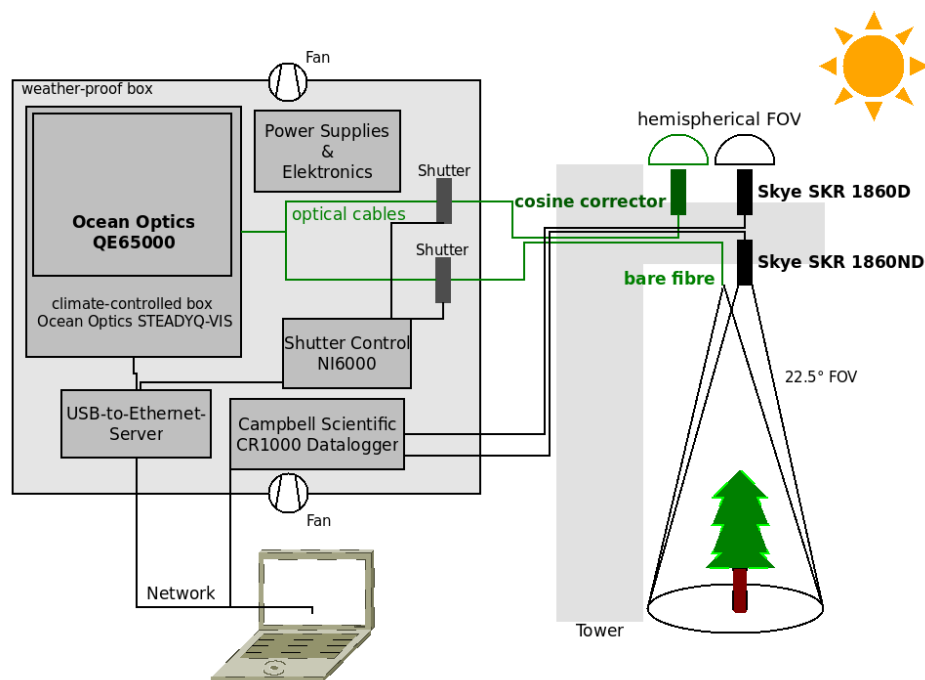 Fan
weather-proof box
hemispherical FOV
Power Supplies
&
Elektronics
Shutter
Skye SKR 1860D
cosine corrector
optical cables
Ocean Optics
QE65000
Shutter
Skye SKR 1860ND
bare fibre
climate-controlled box
Ocean Optics STEADYQ-VIS
Shutter Control
NI6000
22.5° FOV
USB-to-Ethernet-
Server
Campbell Scientific
CR1000 Datalogger
Fan
Network
Tower